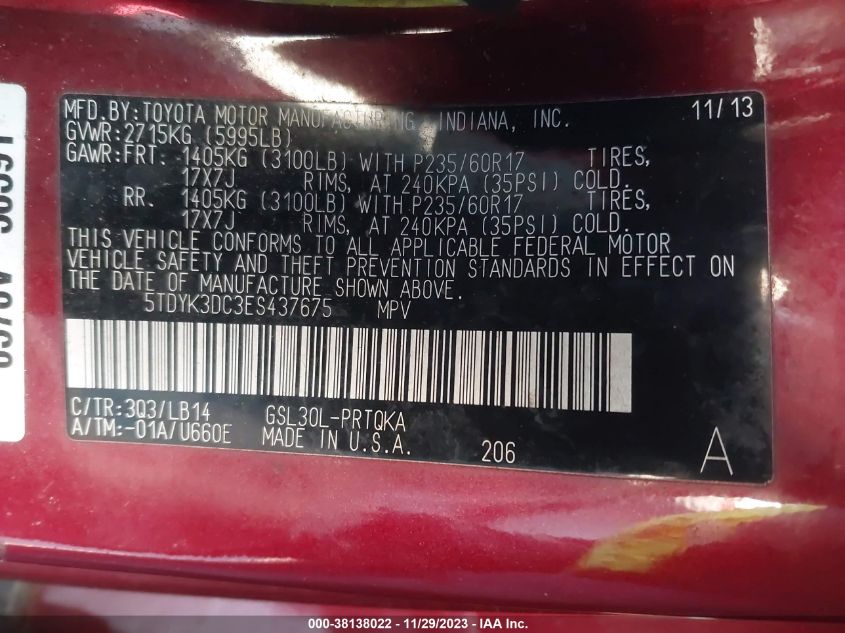 MFD.BY:TOYOTA MOTOR MANUFACTURING, INDIANA, INC. 11/13
GVWR:2715KG (5995LB)
GAWR:FRT. 1405KG (3100LB) WITH P235/60R17 TIRES,
17X7J RIMS, AT 240KPA (35PSI) COLD.
RR. 1405KG (3100LB) WITH P235/60R17 TIRES,
17X7J RIMS, AT 240KPA (35PSI) COLD.
THIS VEHICLE CONFORMS TO ALL APPLICABLE FEDERAL MOTOR
VEHICLE SAFETY AND THEFT PREVENTION STANDARDS IN EFFECT ON
THE DATE OF MANUFACTURE SHOWN ABOVE.
5TDYK3DC3ES437675 MPV
C/TR:3Q3/LB14 GSL30L-PRTQKA
A/TM:-01A/U660E MADE IN U.S.A. 206 A
000-38138022 - 11/29/2023 - IAA Inc.